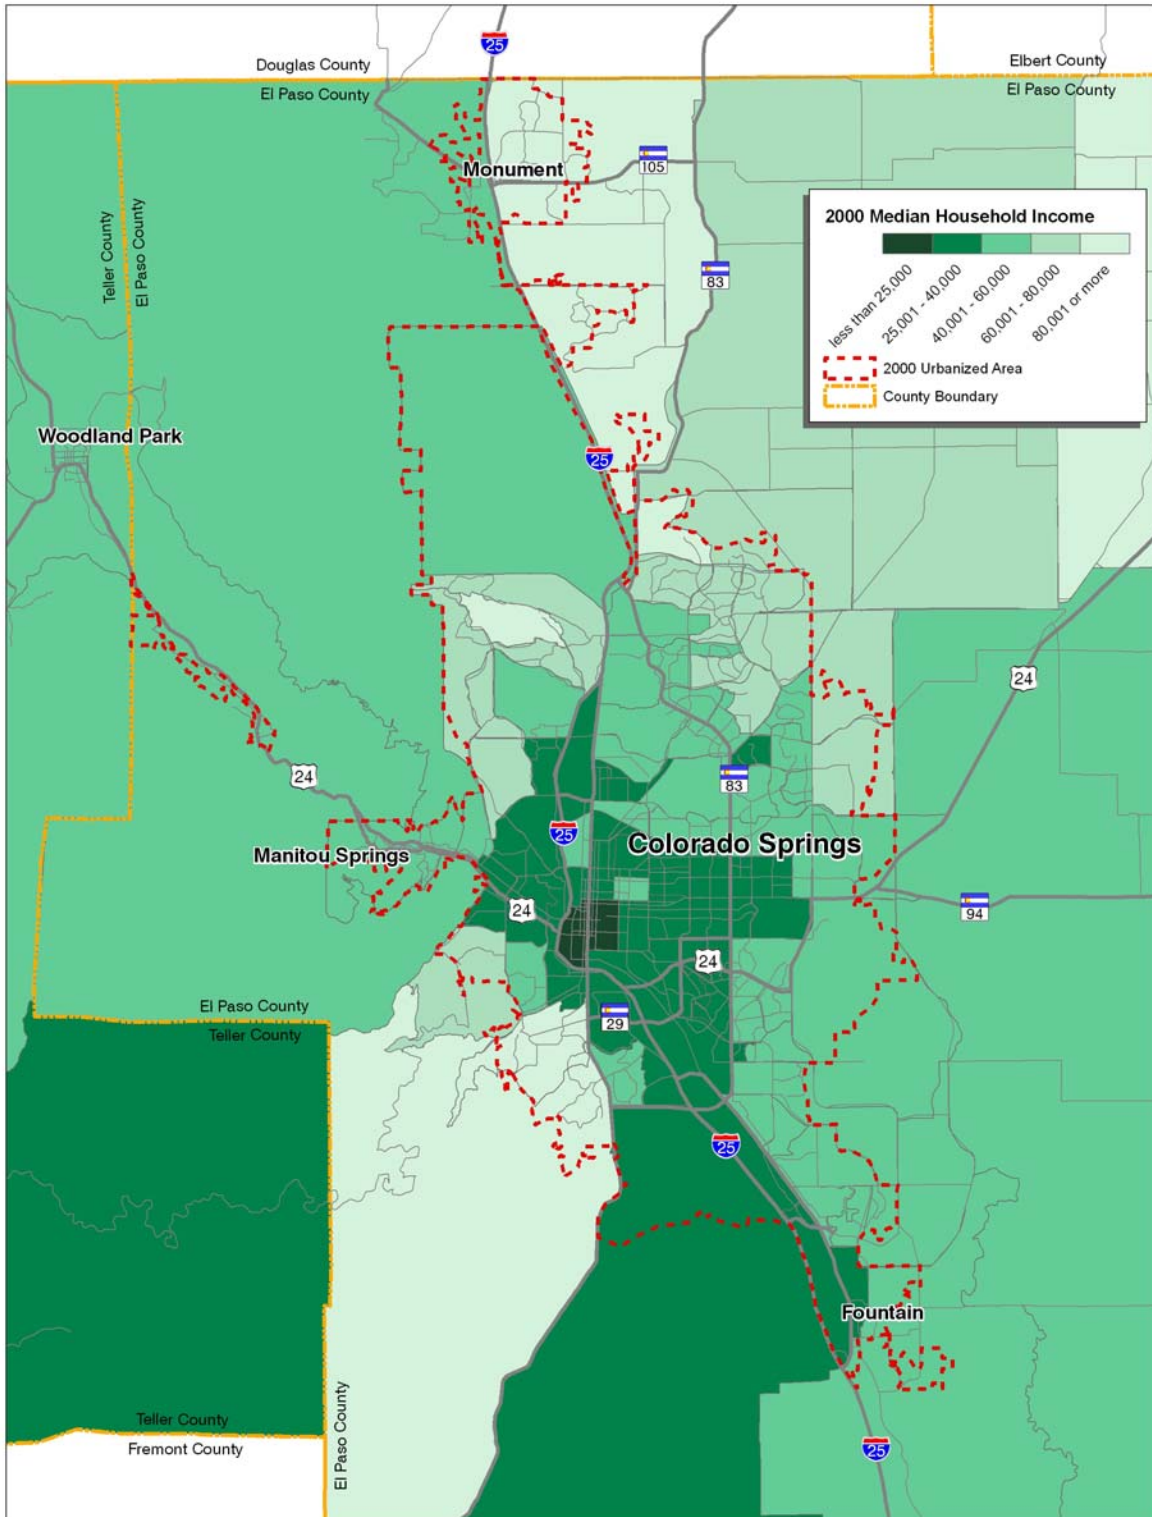 25
Douglas County
El Paso County
Elbert County
El Paso County
Monument
105
Teller County
El Paso County
83
2000 Median Household Income
less than 25,000
25,001 - 40,000
40,001 - 60,000
60,001 - 80,000
80,001 or more
2000 Urbanized Area
County Boundary
Woodland Park
25
24
24
83
25
Colorado Springs
Manitou Springs
24
94
24
El Paso County
Teller County
29
25
Fountain
Teller County
Fremont County
El Paso County
25